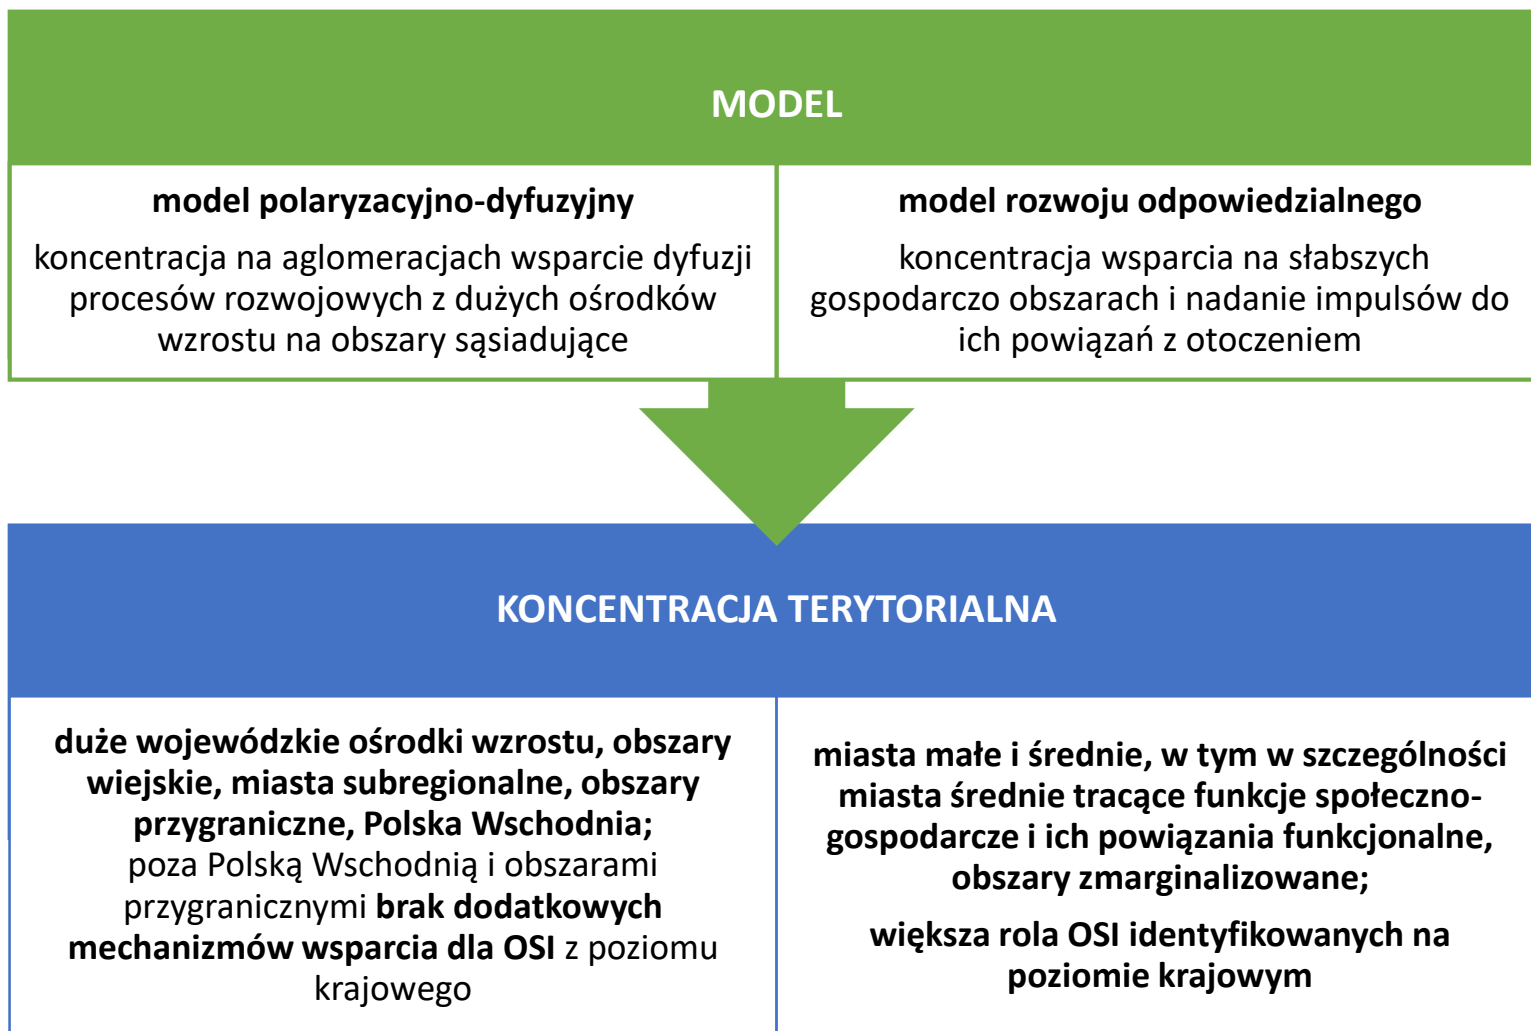 MODEL
model polaryzacyjno-dyfuzyjny
koncentracja na aglomeracjach wsparcie dyfuzji
procesów rozwojowych z dużych ośrodków
wzrostu na obszary sąsiadujące
model rozwoju odpowiedzialnego
koncentracja wsparcia na słabszych
gospodarczo obszarach i nadanie impulsów do
ich powiązań z otoczeniem
KONCENTRACJA TERYTORIALNA
duże wojewódzkie ośrodki wzrostu, obszary
wiejskie, miasta subregionalne, obszary
przygraniczne, Polska Wschodnia;
poza Polską Wschodnią i obszarami
przygranicznymi brak dodatkowych
mechanizmów wsparcia dla OSI z poziomu
krajowego
miasta małe i średnie, w tym w szczególności
miasta średnie tracące funkcje społeczno-
gospodarcze i ich powiązania funkcjonalne,
obszary zmarginalizowane;
większa rola OSI identyfikowanych na
poziomie krajowym